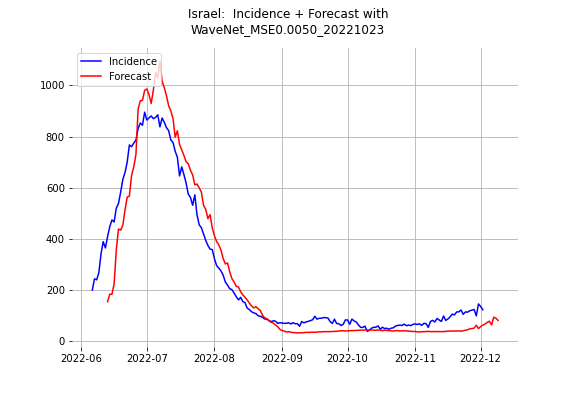 Israel:  Incidence + Forecast with
WaveNet_MSE0.0050_20221023
Incidence
Forecast
1000
800
600
400
200
0
2022-06 2022-07 2022-08 2022-09 2022-10 2022-11 2022-12